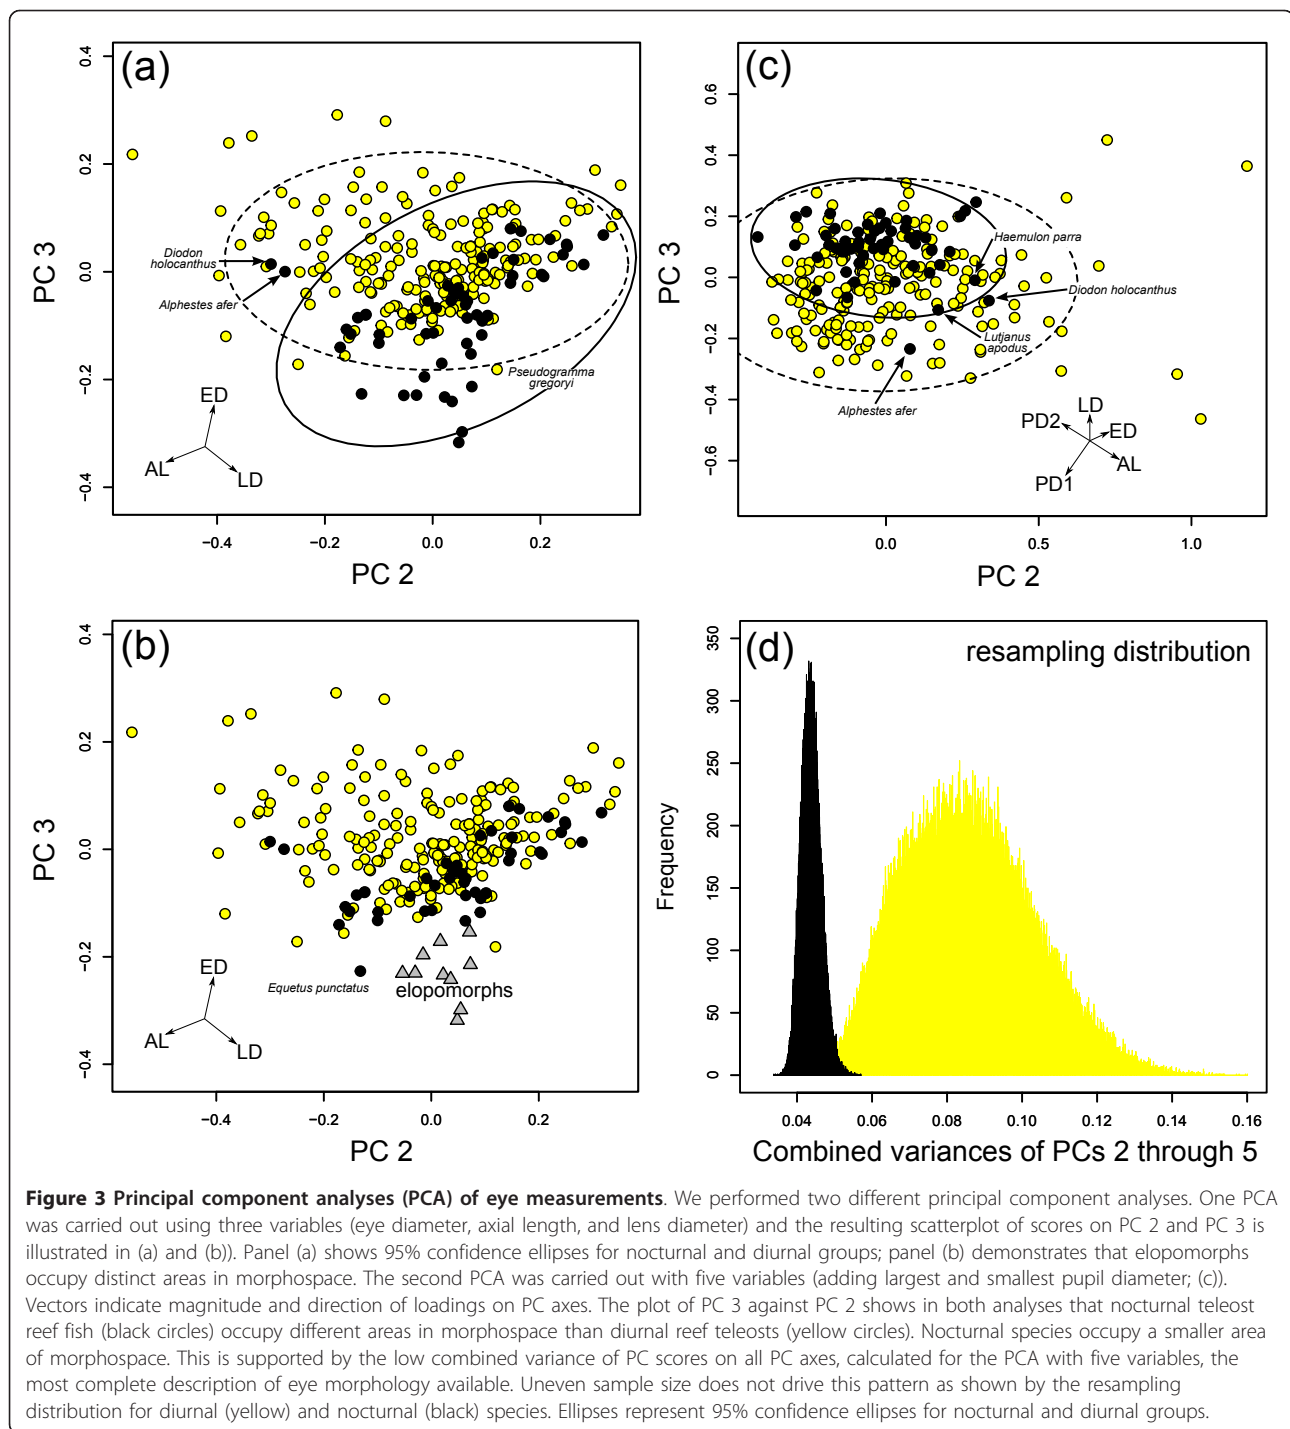 (a)
0.4
0.2
0.0
−0.2
−0.4
PC 3
Diodon
holocanthus
Alphestes afer
Pseudogramma
gregoryi
ED
AL
LD
−0.4 −0.2 0.0 0.2
PC 2
(c)
0.6
0.4
0.2
0.0
−0.2
−0.4
−0.6
PC 3
Haemulon parra
Diodon holocanthus
Lutjanus
apodus
Alphestes afer
LD
PD2
ED
AL
PD1
0.0 0.5 1.0
PC 2
(b)
0.4
0.2
0.0
−0.2
−0.4
PC 3
Equetus punctatus
elopomorphs
ED
AL
LD
−0.4 −0.2 0.0 0.2
PC 2
(d)
resampling distribution
350
300
250
200
150
100
50
0
Frequency
0.04 0.06 0.08 0.10 0.12 0.14 0.16
Combined variances of PCs 2 through 5
Figure 3 Principal component analyses (PCA) of eye measurements. We performed two different principal component analyses. One PCA
was carried out using three variables (eye diameter, axial length, and lens diameter) and the resulting scatterplot of scores on PC 2 and PC 3 is
illustrated in (a) and (b)). Panel (a) shows 95% confidence ellipses for nocturnal and diurnal groups; panel (b) demonstrates that elopomorphs
occupy distinct areas in morphospace. The second PCA was carried out with five variables (adding largest and smallest pupil diameter; (c)).
Vectors indicate magnitude and direction of loadings on PC axes. The plot of PC 3 against PC 2 shows in both analyses that nocturnal teleost
reef fish (black circles) occupy different areas in morphospace than diurnal reef teleosts (yellow circles). Nocturnal species occupy a smaller area
of morphospace. This is supported by the low combined variance of PC scores on all PC axes, calculated for the PCA with five variables, the
most complete description of eye morphology available. Uneven sample size does not drive this pattern as shown by the resampling
distribution for diurnal (yellow) and nocturnal (black) species. Ellipses represent 95% confidence ellipses for nocturnal and diurnal groups.